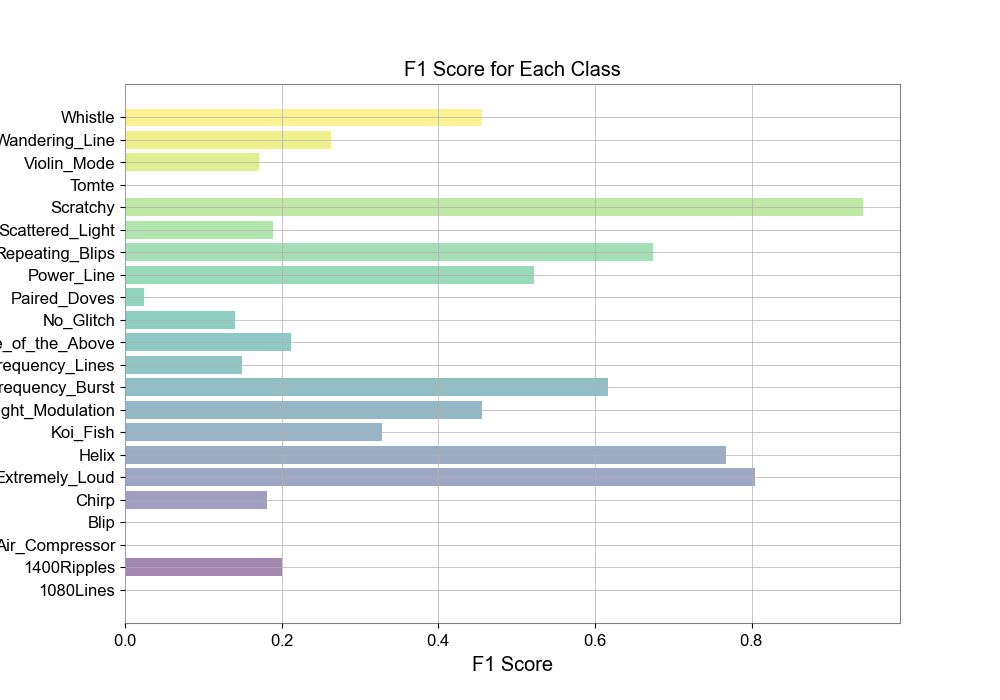 F1 Score for Each Class
Whistle
Wandering_Line
Violin_Mode
Tomte
Scratchy
Scattered_Light
Repeating_Blips
Power_Line
Paired_Doves
No_Glitch
e_of_the_Above
requency_Lines
requency_Burst
ght_Modulation
Koi_Fish
Helix
Extremely_Loud
Chirp
Blip
Air_Compressor
1400Ripples
1080Lines
0.0 0.2 0.4 0.6 0.8
F1 Score